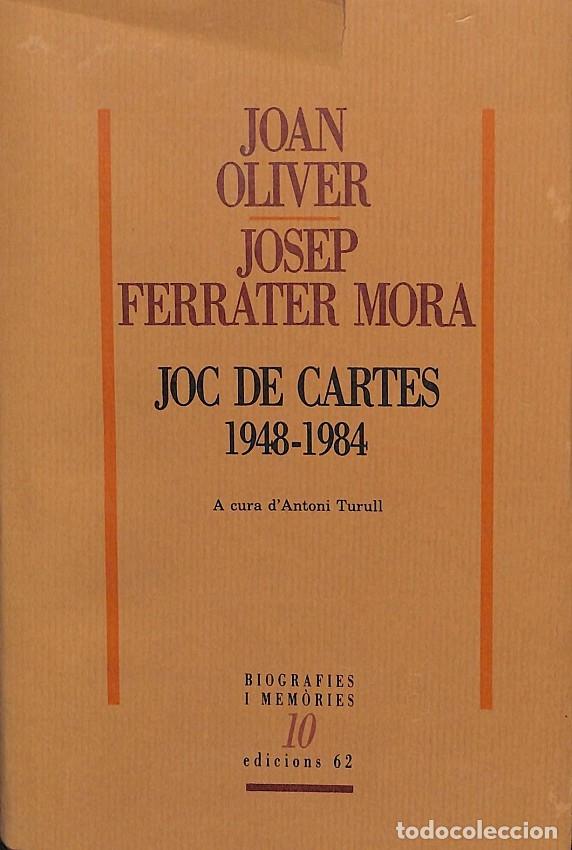 JOAN
OLIVER
JOSEP
FERRATER MORA
JOC DE CARTES
1948-1984
A cura d'Antoni Turull
BIOGRAFIES
I MEMÒRIES
10
edicions 62
todocoleccion